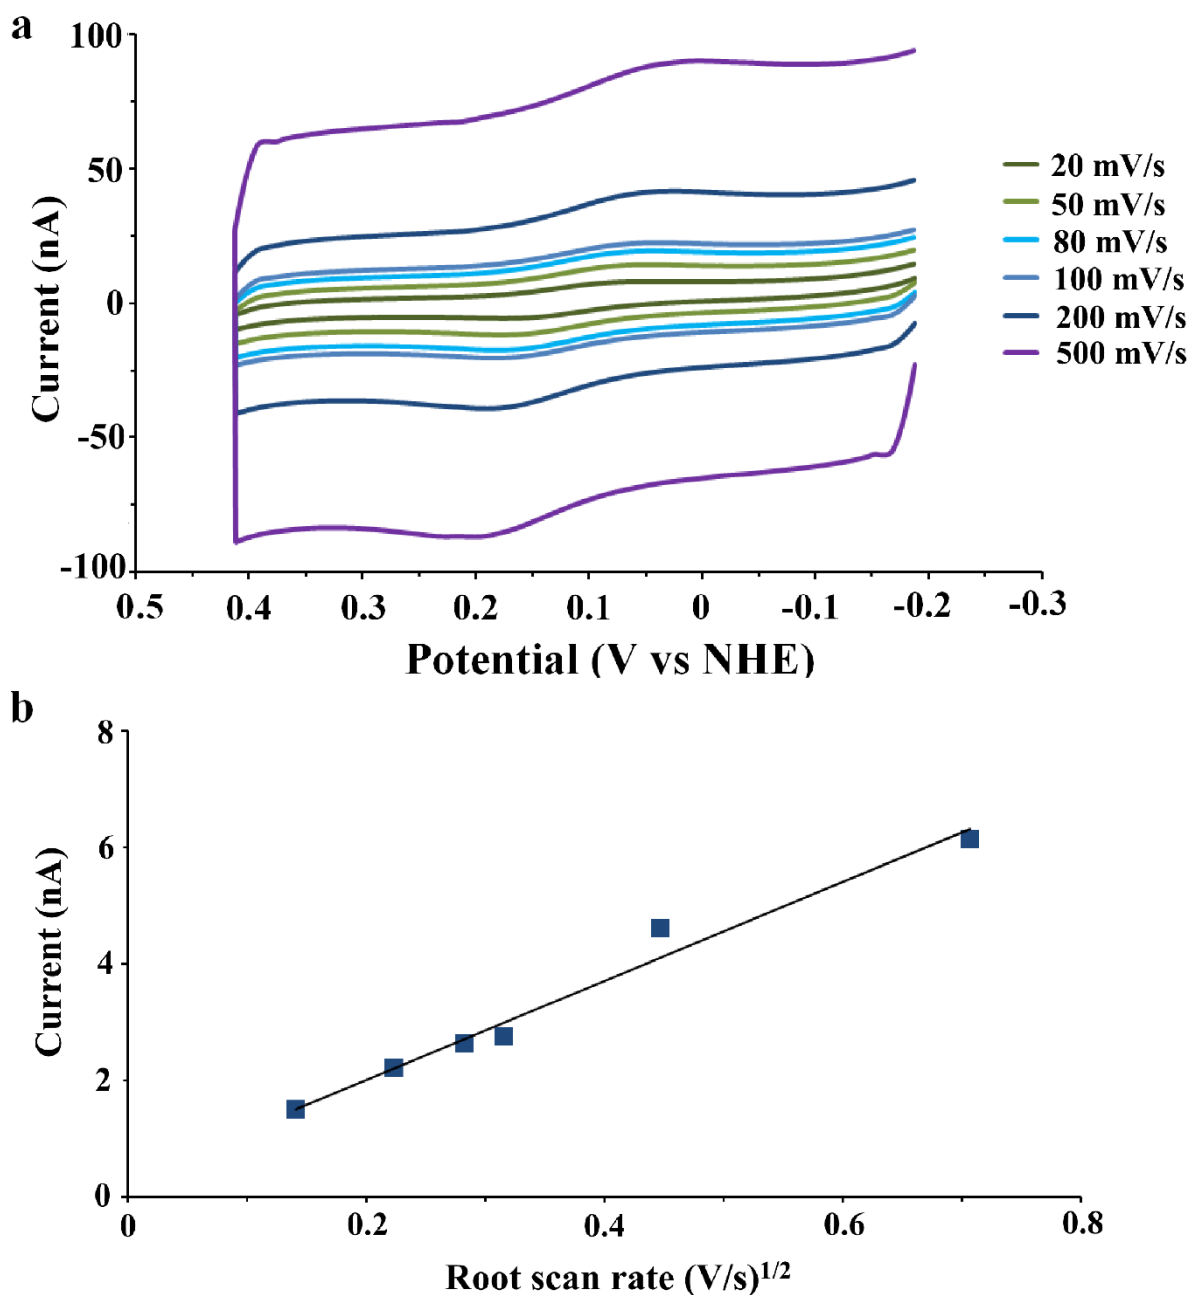 a
100
50
0
-50
-100
Current (nA)
0.5 0.4 0.3 0.2 0.1 0 -0.1 -0.2 -0.3
Potential (V vs NHE)
20 mV/s
50 mV/s
80 mV/s
100 mV/s
200 mV/s
500 mV/s
b
8
6
4
2
0
Current (nA)
0 0.2 0.4 0.6 0.8
Root scan rate (V/s)1/2